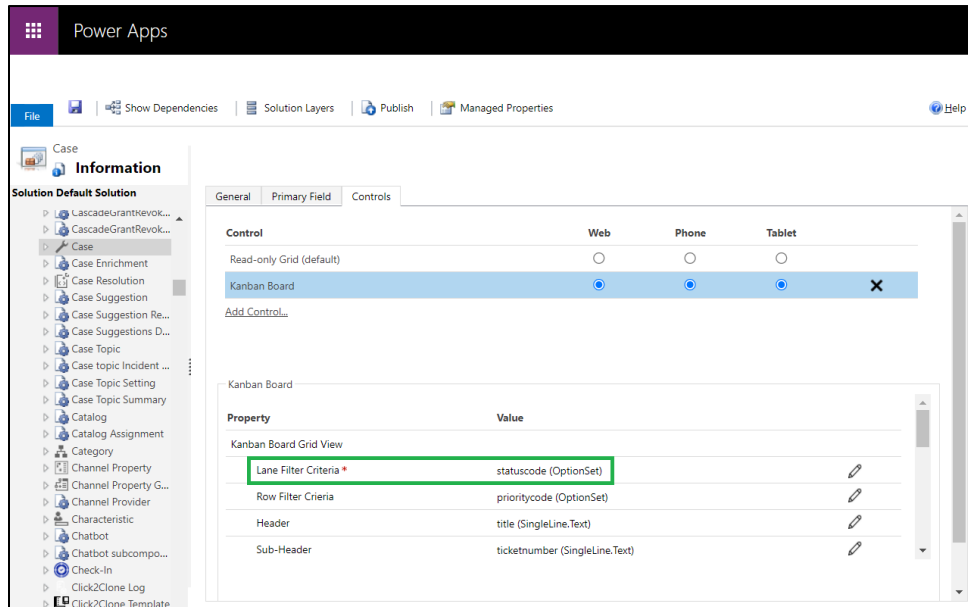 Power Apps
File
Show Dependencies
Solution Layers
Publish
Managed Properties
Help
Case
Information
Solution Default Solution
CascadeGrantRevok...
CascadeGrantRevok...
Case
Case Enrichment
Case Resolution
Case Suggestion
Case Suggestion Re...
Case Suggestions D...
Case Topic
Case topic Incident ...
Case Topic Setting
Case Topic Summary
Catalog
Catalog Assignment
Category
Channel Property
Channel Property G...
Channel Provider
Characteristic
Chatbot
Chatbot subcompo...
Check-In
Click2Clone Log
Click2Clone Template
General Primary Field Controls
Control Web Phone Tablet
Read-only Grid (default)
Kanban Board
Add Control...
Kanban Board
Property Value
Kanban Board Grid View
Lane Filter Criteria * statuscode (OptionSet)
Row Filter Crieria prioritycode (OptionSet)
Header title (SingleLine.Text)
Sub-Header ticketnumber (SingleLine.Text)